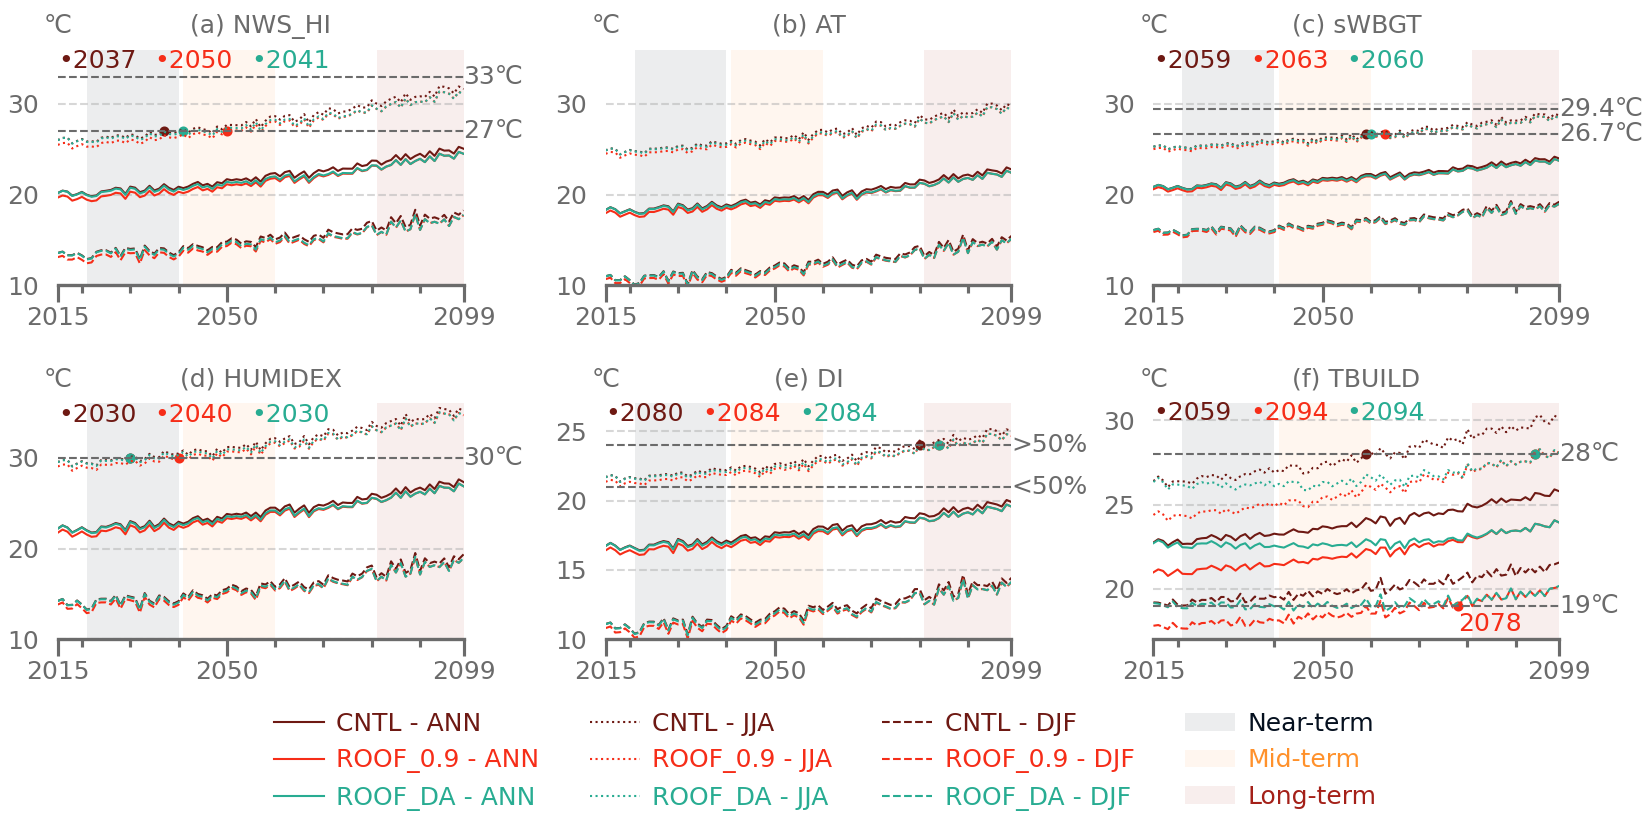 ℃ (a) NWS_HI
•2037 •2050 •2041
33℃
30
27℃
20
10
2015 2050 2099
℃ (b) AT
30
20
10
2015 2050 2099
℃ (c) sWBGT
•2059 •2063 •2060
30
29.4℃
26.7℃
20
10
2015 2050 2099
℃ (d) HUMIDEX
•2030 •2040 •2030
30
30℃
20
10
2015 2050 2099
℃ (e) DI
•2080 •2084 •2084
25
>50%
<50%
20
15
10
2015 2050 2099
℃ (f) TBUILD
•2059 •2094 •2094
30
28℃
25
20
19℃
2078
2015 2050 2099
CNTL - ANN CNTL - JJA CNTL - DJF Near-term
ROOF_0.9 - ANN ROOF_0.9 - JJA ROOF_0.9 - DJF Mid-term
ROOF_DA - ANN ROOF_DA - JJA ROOF_DA - DJF Long-term